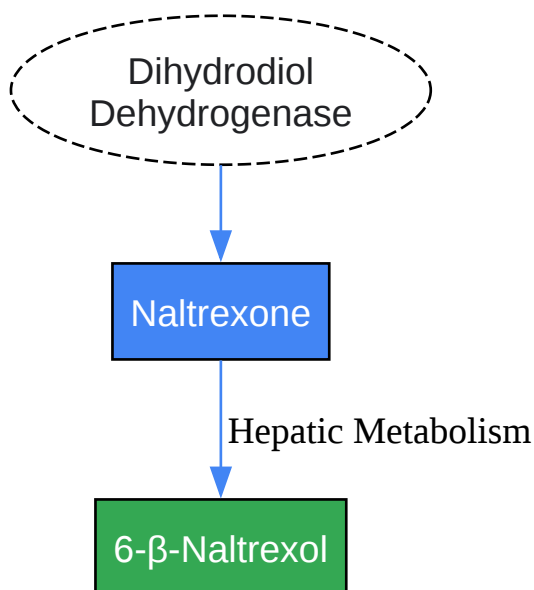 Dihydrodiol
Dehydrogenase
Naltrexone
Hepatic Metabolism
6-β-Naltrexol